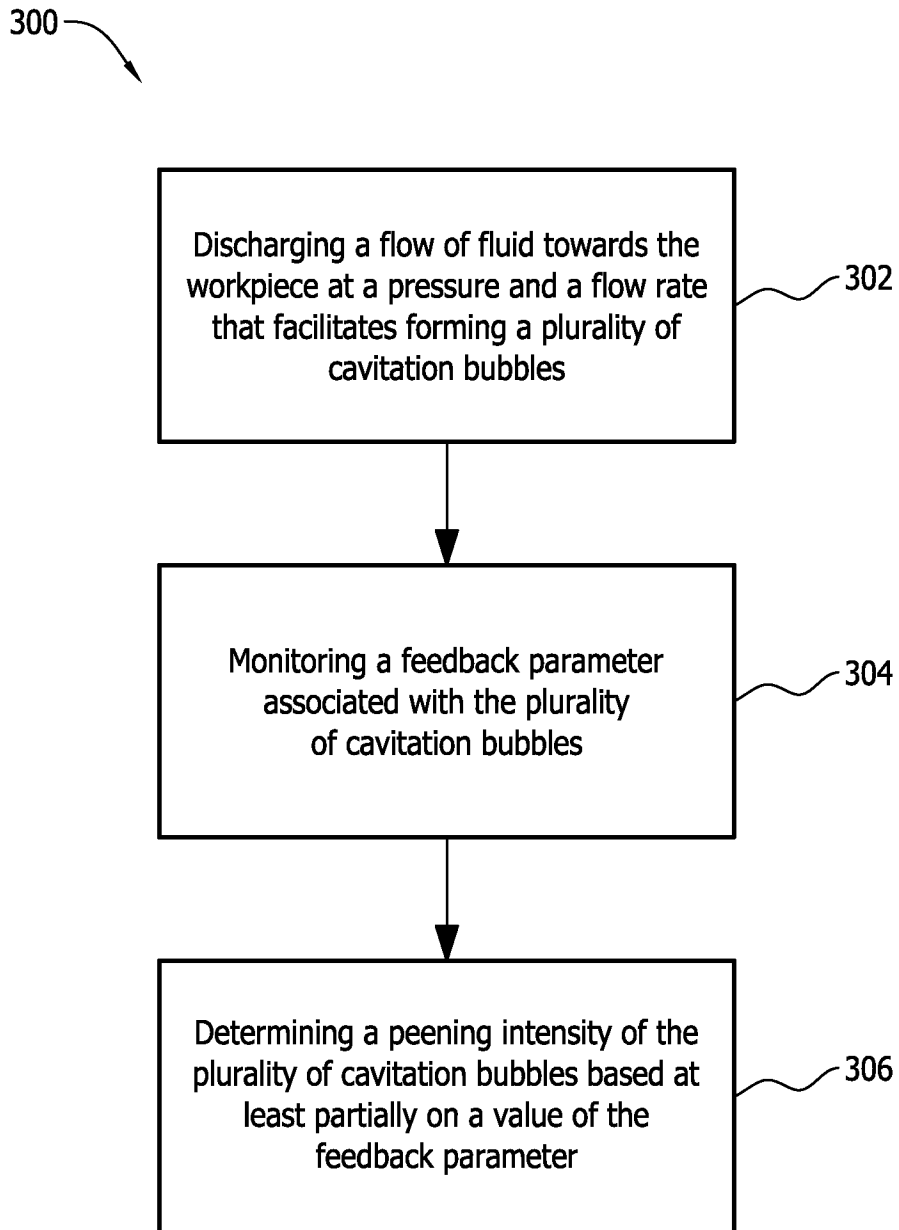 300
Discharging a flow of fluid towards the
workpiece at a pressure and a flow rate
that facilitates forming a plurality of
cavitation bubbles
302
Monitoring a feedback parameter
associated with the plurality
of cavitation bubbles
304
Determining a peening intensity of the
plurality of cavitation bubbles based at
least partially on a value of the
feedback parameter
306